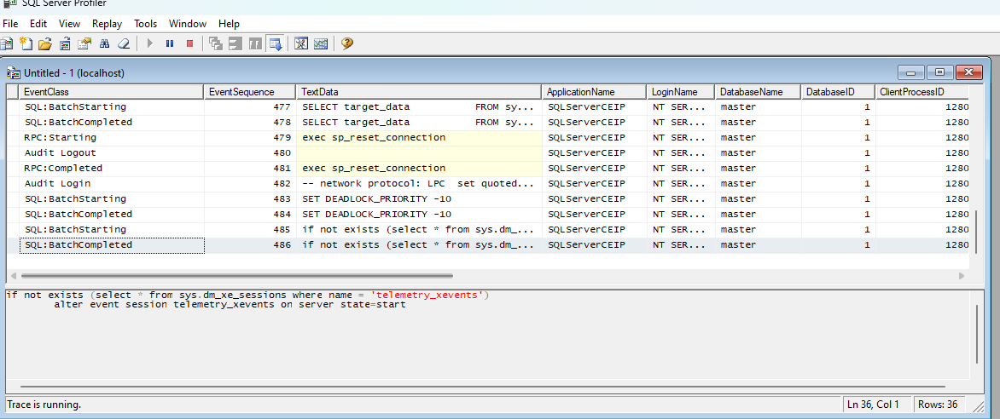 SQL Server Profiler
File Edit View Replay Tools Window Help
Untitled - 1 (localhost)
EventClass EventSequence TextData ApplicationName LoginName DatabaseName DatabaseID ClientProcessID
SQL:BatchStarting 477 SELECT target_data FROM sy... SQLServerCEIP NT SER... master 1 1280
SQL:BatchCompleted 478 SELECT target_data FROM sy... SQLServerCEIP NT SER... master 1 1280
RPC:Starting 479 exec sp_reset_connection SQLServerCEIP NT SER... master 1 1280
Audit Logout 480 SQLServerCEIP NT SER... master 1 1280
RPC:Completed 481 exec sp_reset_connection SQLServerCEIP NT SER... master 1 1280
Audit Login 482 -- network protocol: LPC set quoted... SQLServerCEIP NT SER... master 1 1280
SQL:BatchStarting 483 SET DEADLOCK_PRIORITY -10 SQLServerCEIP NT SER... master 1 1280
SQL:BatchCompleted 484 SET DEADLOCK_PRIORITY -10 SQLServerCEIP NT SER... master 1 1280
SQL:BatchStarting 485 if not exists (select * from sys.dm_... SQLServerCEIP NT SER... master 1 1280
SQL:BatchCompleted 486 if not exists (select * from sys.dm_... SQLServerCEIP NT SER... master 1 1280
if not exists (select * from sys.dm_xe_sessions where name = 'telemetry_xevents')
alter event session telemetry_xevents on server state=start
Trace is running. Ln 36, Col 1 Rows: 36